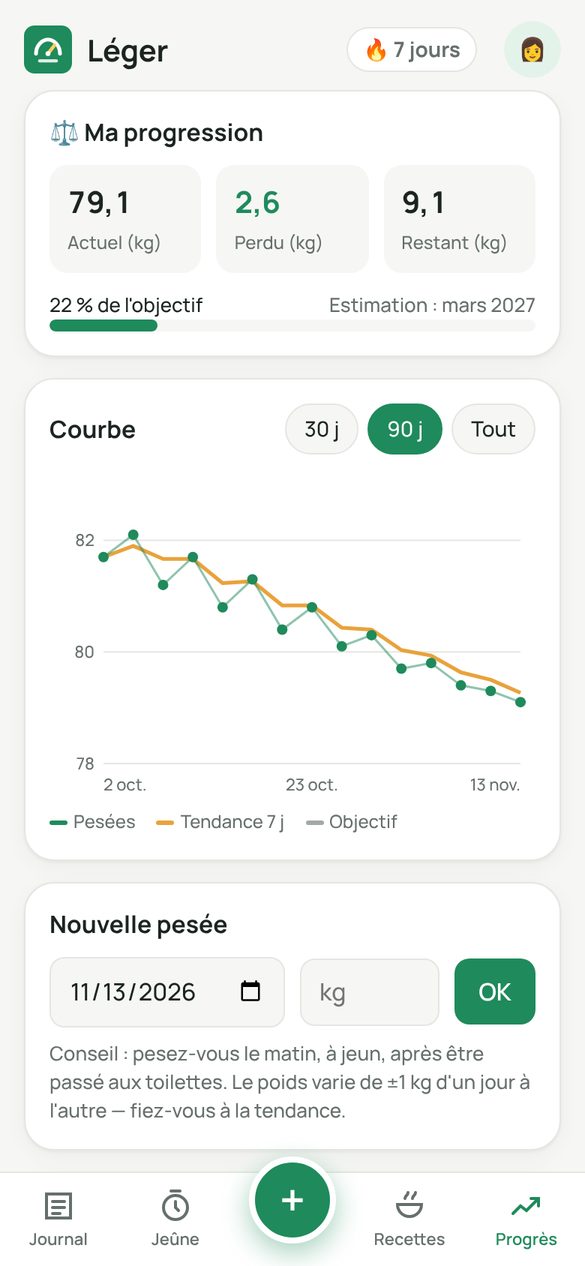 Léger
🔥 7 jours
⚖️ Ma progression
79,1
2,6
9,1
Actuel (kg)
Perdu (kg)
Restant (kg)
22 % de l'objectif
Estimation : mars 2027
Courbe
30 j
90 j
Tout
82
80
78
2 oct.
23 oct.
13 nov.
Pesées
Tendance 7 j
Objectif
Nouvelle pesée
11/13/2026
kg
OK
Conseil : pesez-vous le matin, à jeun, après être
passé aux toilettes. Le poids varie de ±1 kg d'un jour à
l'autre — fiez-vous à la tendance.
+
Journal
Jeûne
Recettes
Progrès